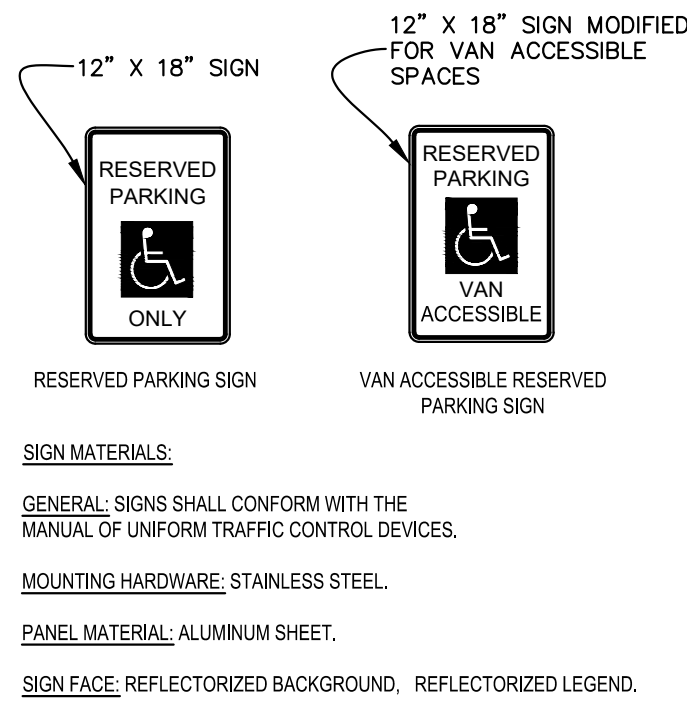 12” X 18” SIGN
12” X 18” SIGN MODIFIED
FOR VAN ACCESSIBLE
SPACES
RESERVED
PARKING
ONLY
RESERVED
PARKING
VAN
ACCESSIBLE
RESERVED PARKING SIGN
VAN ACCESSIBLE RESERVED
PARKING SIGN
SIGN MATERIALS:
GENERAL: SIGNS SHALL CONFORM WITH THE
MANUAL OF UNIFORM TRAFFIC CONTROL DEVICES.
MOUNTING HARDWARE: STAINLESS STEEL.
PANEL MATERIAL: ALUMINUM SHEET.
SIGN FACE: REFLECTORIZED BACKGROUND, REFLECTORIZED LEGEND.